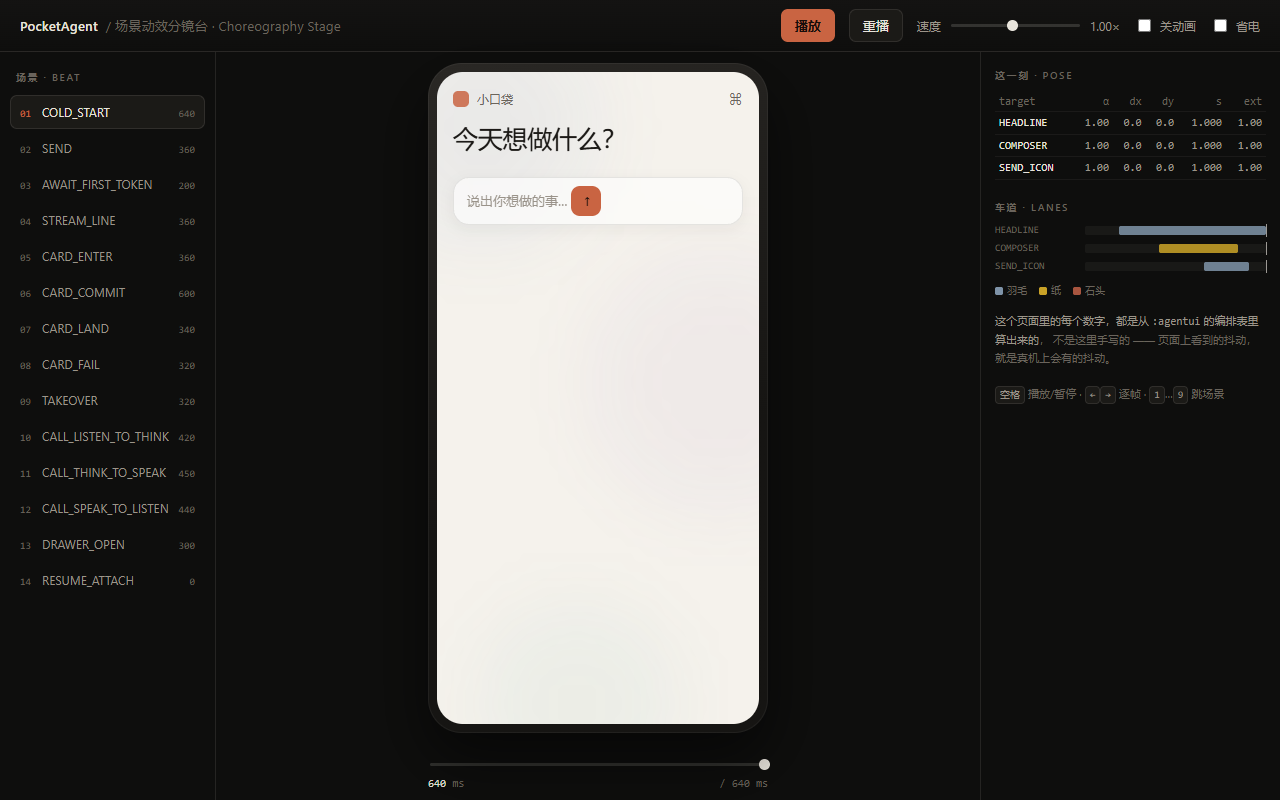 PocketAgent / 场景动效分镜台 · Choreography Stage
播放 重播 速度 1.00× 关动画 省电
场景 · BEAT
01 COLD_START 640
02 SEND 360
03 AWAIT_FIRST_TOKEN 200
04 STREAM_LINE 360
05 CARD_ENTER 360
06 CARD_COMMIT 600
07 CARD_LAND 340
08 CARD_FAIL 320
09 TAKEOVER 320
10 CALL_LISTEN_TO_THINK 420
11 CALL_THINK_TO_SPEAK 450
12 CALL_SPEAK_TO_LISTEN 440
13 DRAWER_OPEN 300
14 RESUME_ATTACH 0
小口袋 ⌘
今天想做什么？
说出你想做的事… ↑
640 ms / 640 ms
这一刻 · POSE
target α dx dy s ext
HEADLINE 1.00 0.0 0.0 1.000 1.00
COMPOSER 1.00 0.0 0.0 1.000 1.00
SEND_ICON 1.00 0.0 0.0 1.000 1.00
车道 · LANES
HEADLINE
COMPOSER
SEND_ICON
羽毛 纸 石头
这个页面里的每个数字，都是从 :agentui 的编排表里
算出来的， 不是这里手写的 —— 页面上看到的抖动，
就是真机上会有的抖动。
空格 播放/暂停 · ← → 逐帧 · 1 … 9 跳场景